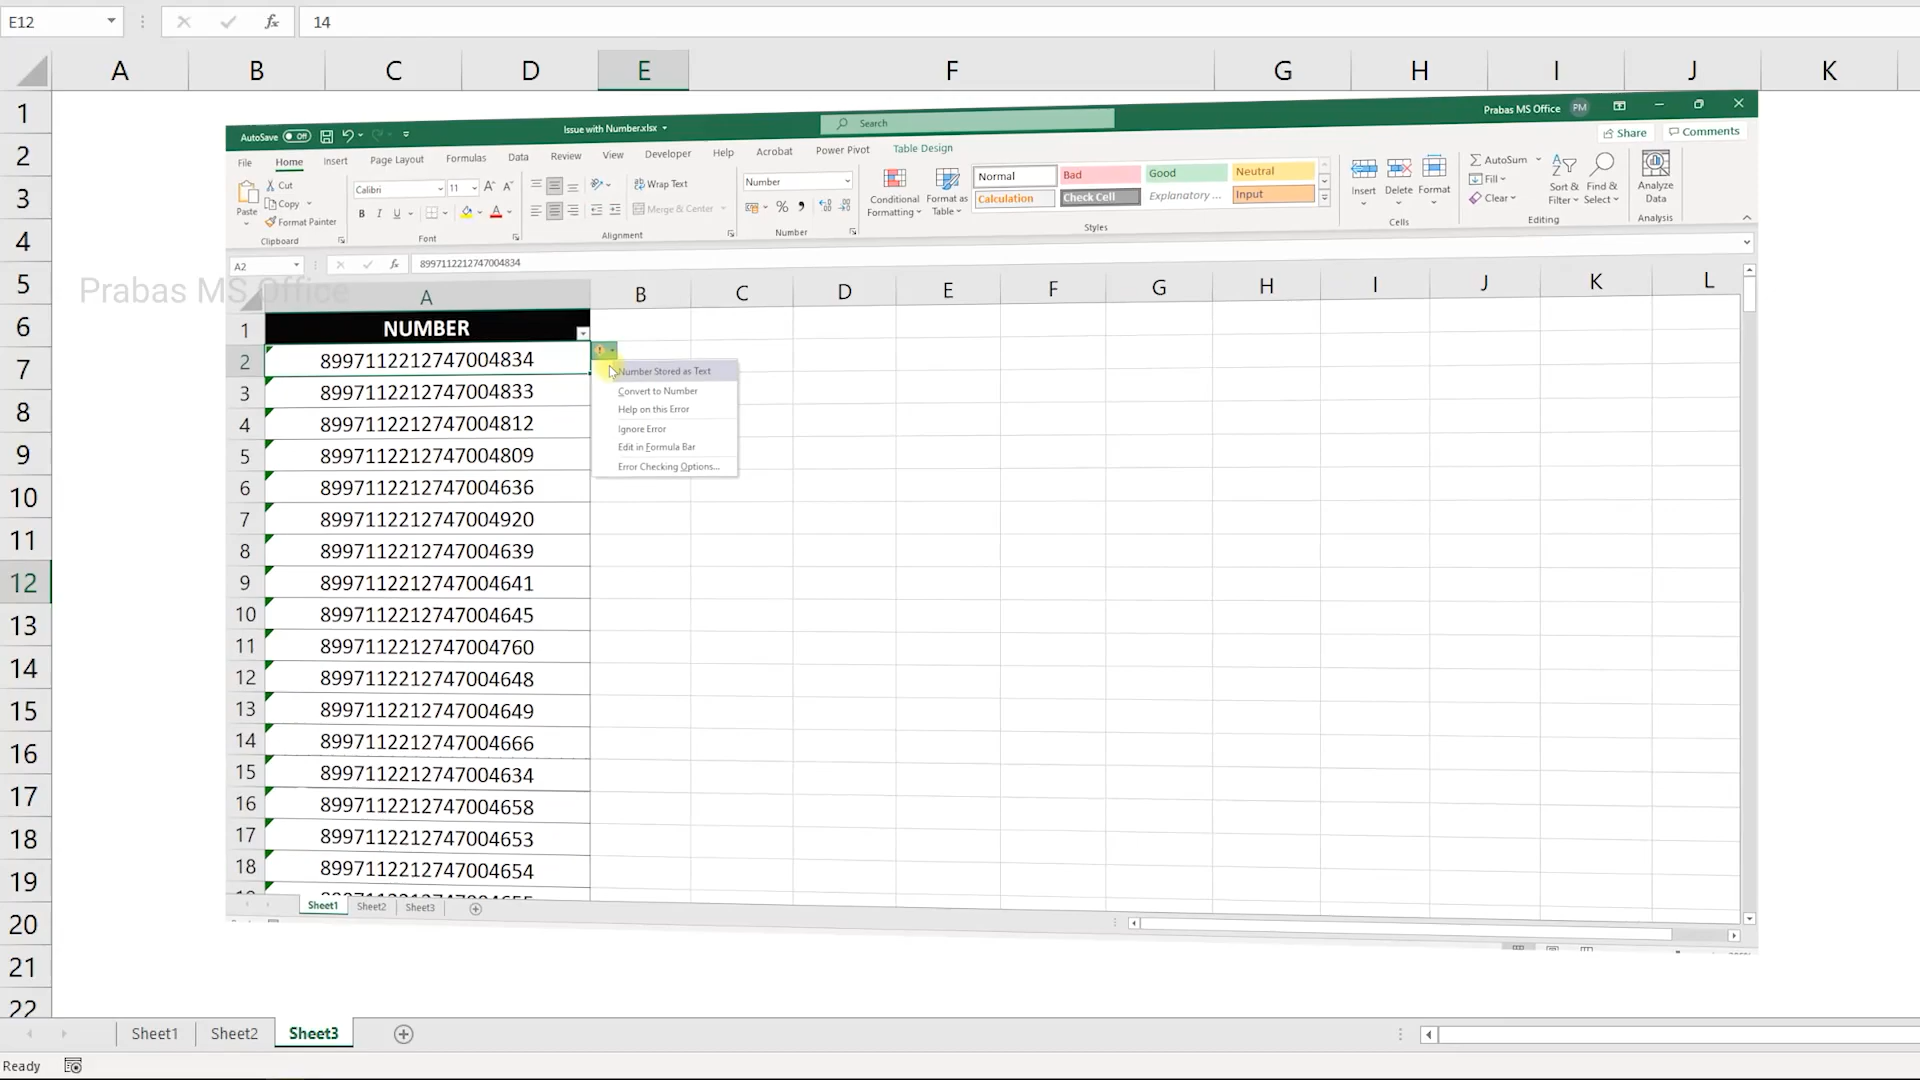 E12 fx 14
A B C D E F G H I J K
1
2
3
4
5
6
7
8
9
10
11
12
13
14
15
16
17
18
19
20
21
22
AutoSave Off Issue with Number.xlsx Search Prabas MS Office PM
File Home Insert Page Layout Formulas Data Review View Developer Help Acrobat Power Pivot Table Design Share Comments
Paste Cut Copy Format Painter Clipboard
Calibri 11 A A B I U A Font
Wrap Text Merge & Center Alignment
Number % Number
Conditional Formatting Format as Table
Normal Bad Good Neutral
Calculation Check Cell Explanatory ... Input
Styles
Insert Delete Format Cells
AutoSum Fill Clear Sort & Filter Find & Select Editing
Analyze Data Analysis
A2 fx 8997112212747004834
Prabas MS Office
A B C D E F G H I J K L
1 NUMBER
2 8997112212747004834
3 8997112212747004833
4 8997112212747004812
5 8997112212747004809
6 8997112212747004636
7 8997112212747004920
8 8997112212747004639
9 8997112212747004641
10 8997112212747004645
11 8997112212747004760
12 8997112212747004648
13 8997112212747004649
14 8997112212747004666
15 8997112212747004634
16 8997112212747004658
17 8997112212747004653
18 8997112212747004654
Number Stored as Text
Convert to Number
Help on this Error
Ignore Error
Edit in Formula Bar
Error Checking Options...
Sheet1 Sheet2 Sheet3
Sheet1 Sheet2 Sheet3
Ready